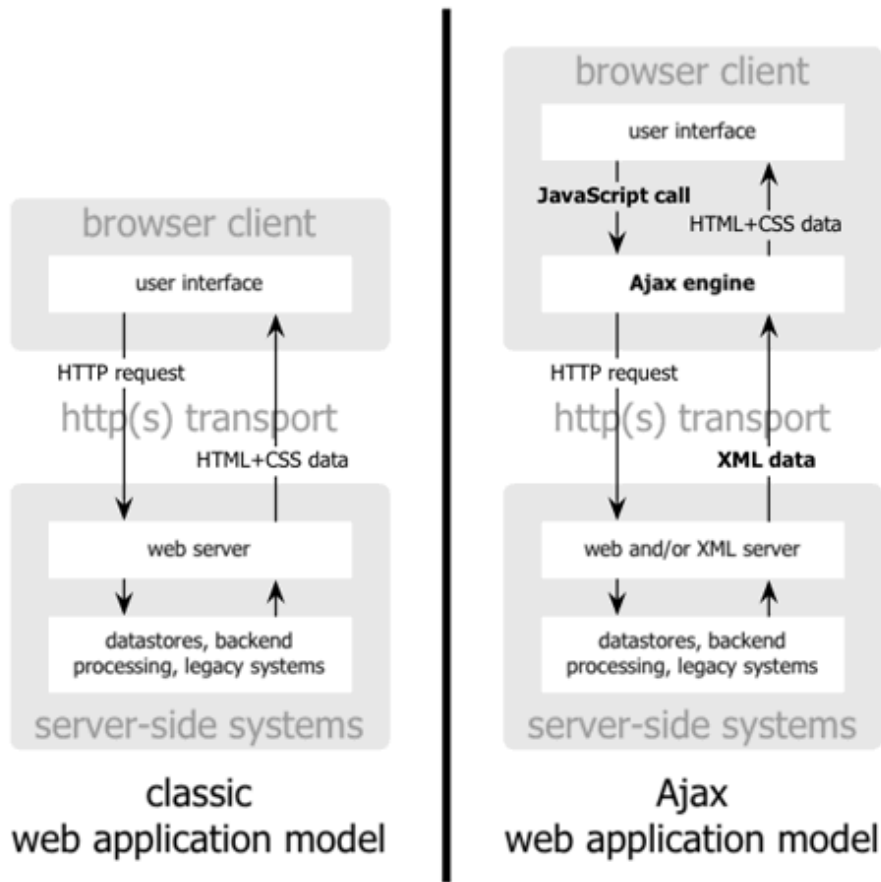 browser client
user interface
HTTP request
http(s) transport
HTML+CSS data
web server
datastores, backend
processing, legacy systems
server-side systems
classic
web application model
browser client
user interface
JavaScript call
HTML+CSS data
Ajax engine
HTTP request
http(s) transport
XML data
web and/or XML server
datastores, backend
processing, legacy systems
server-side systems
Ajax
web application model